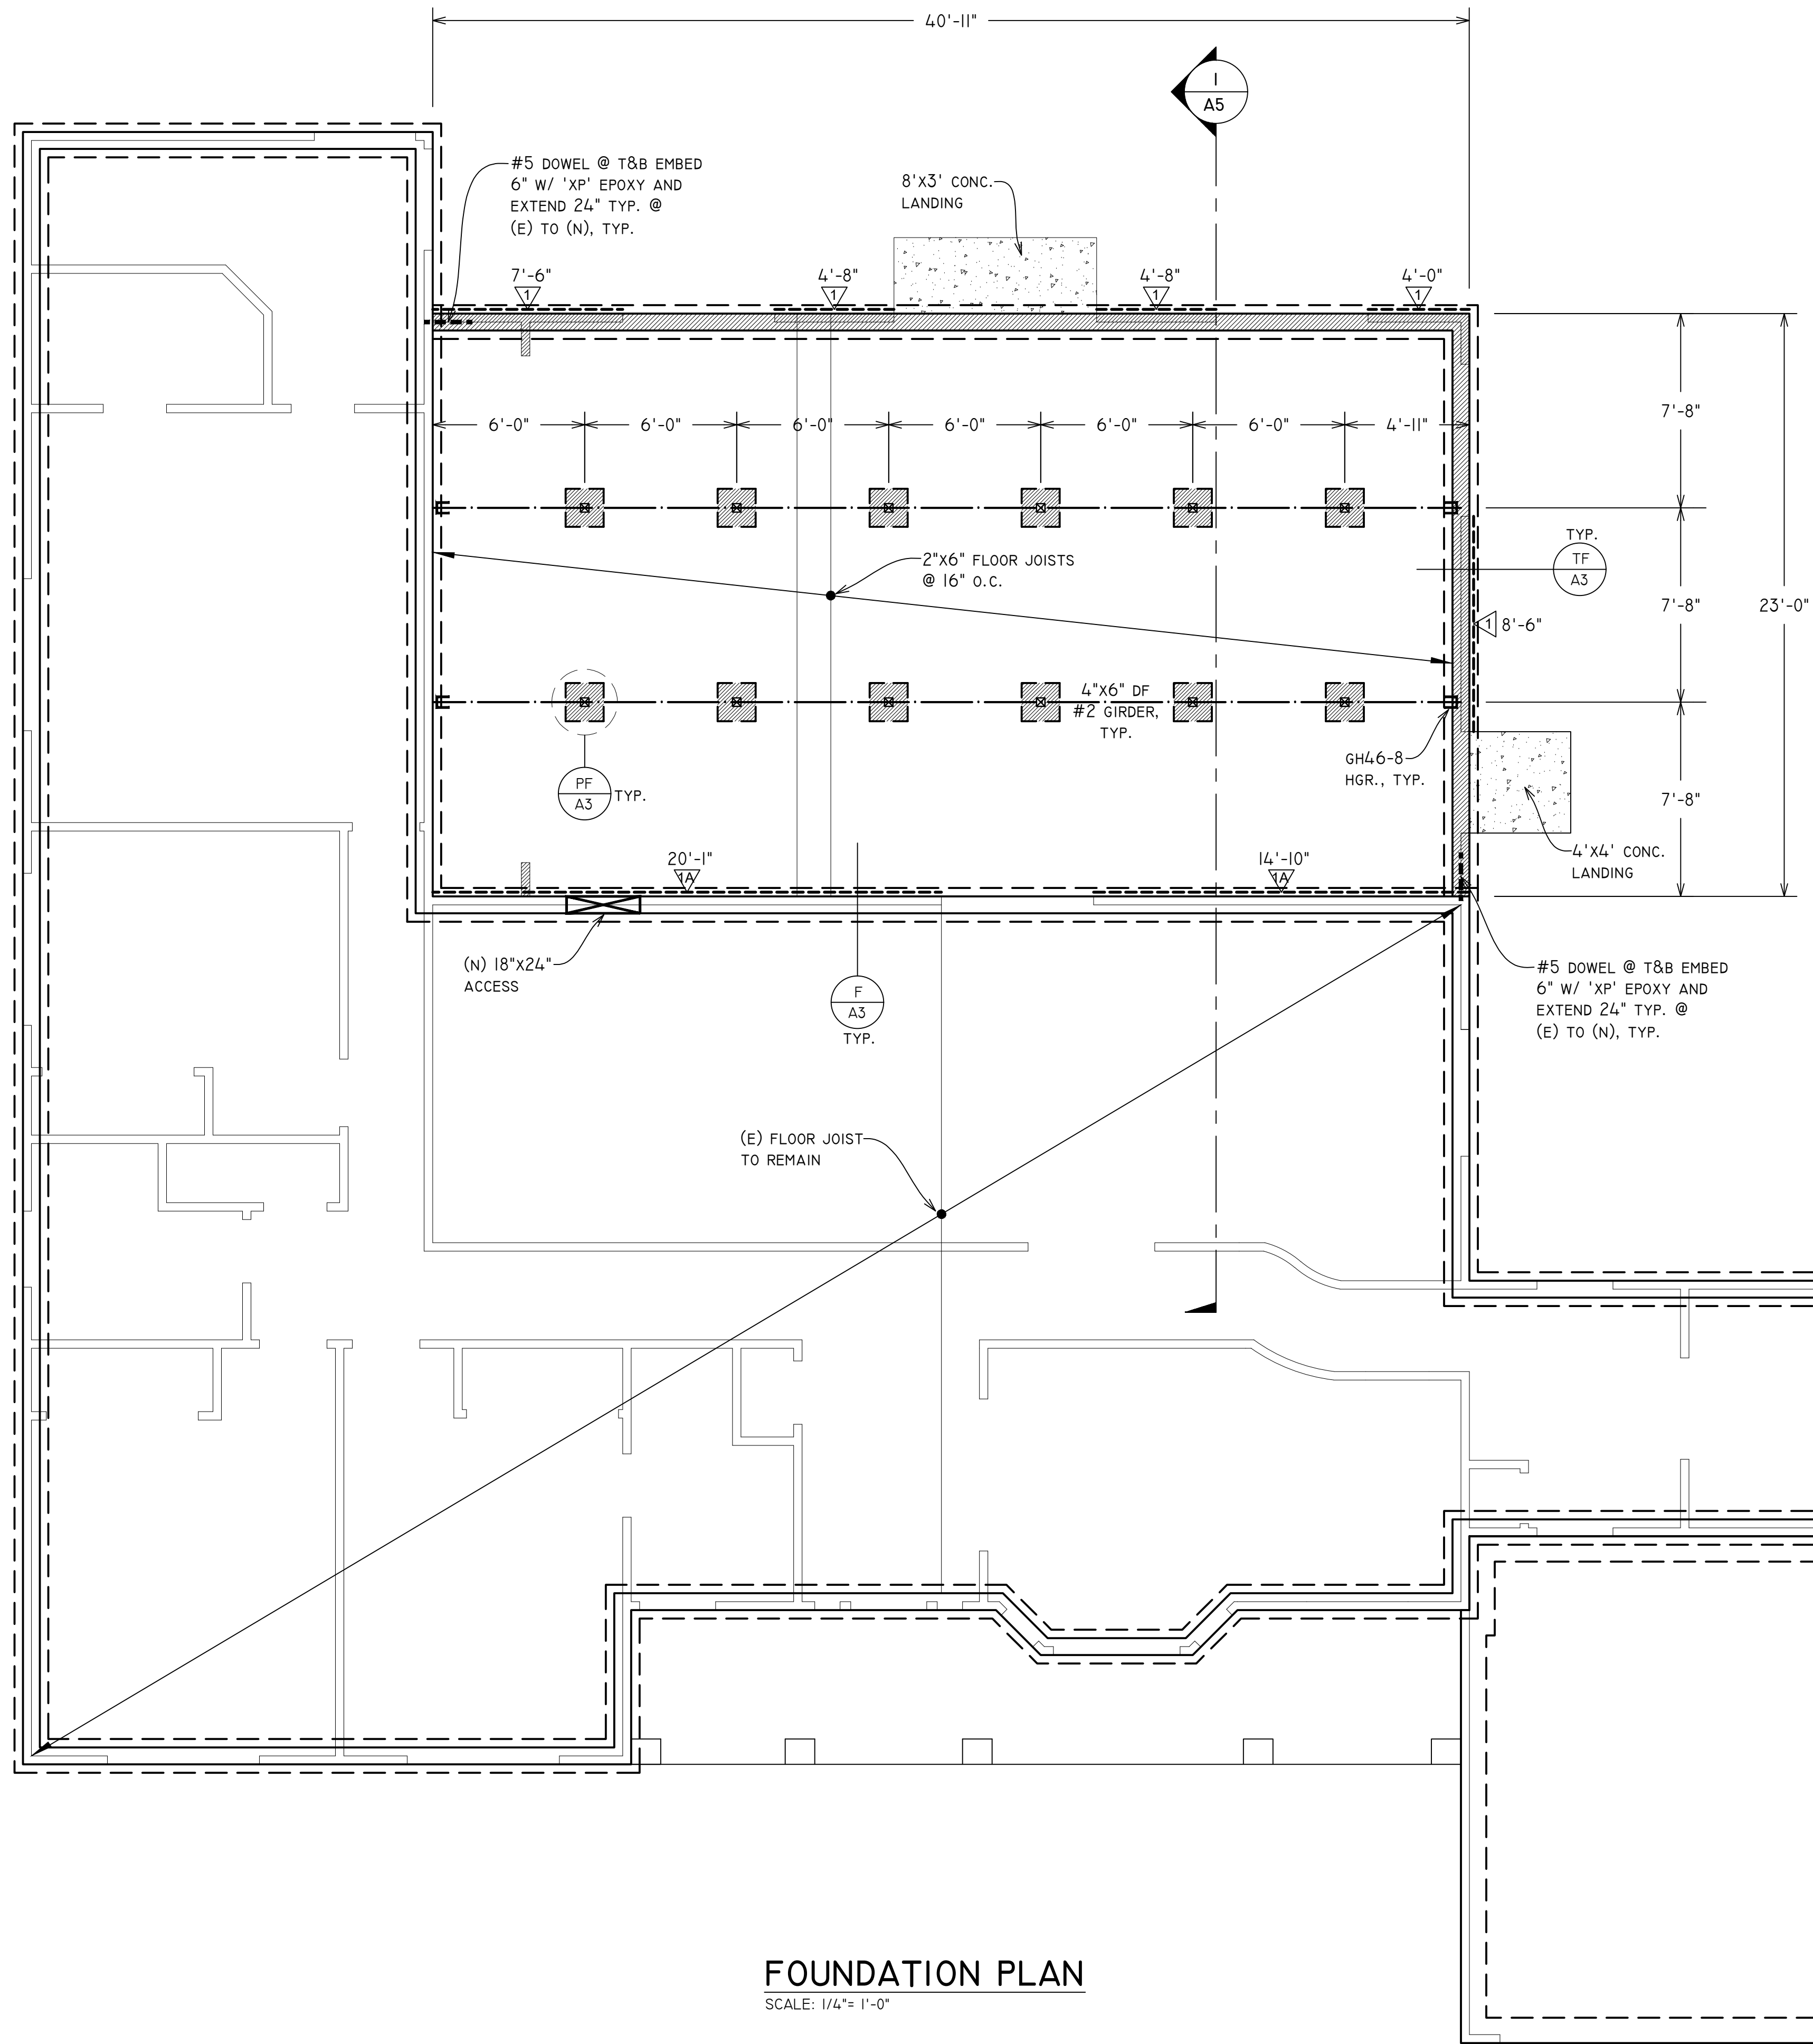 40'-11"
1
A5
#5 DOWEL @ T&B EMBED
6" W/ 'XP' EPOXY AND
EXTEND 24" TYP. @
(E) TO (N), TYP.
8'X3' CONC.
LANDING
7'-6"
1
4'-8"
1
4'-8"
1
4'-0"
1
6'-0"
6'-0"
6'-0"
6'-0"
6'-0"
6'-0"
4'-11"
7'-8"
2"X6" FLOOR JOISTS
@ 16" O.C.
TYP.
TF
A3
7'-8"
23'-0"
1
8'-6"
4"X6" DF
#2 GIRDER,
TYP.
GH46-8
HGR., TYP.
PF
A3
TYP.
7'-8"
4'X4' CONC.
LANDING
20'-1"
1A
14'-10"
1A
(N) 18"X24"
ACCESS
F
A3
TYP.
#5 DOWEL @ T&B EMBED
6" W/ 'XP' EPOXY AND
EXTEND 24" TYP. @
(E) TO (N), TYP.
(E) FLOOR JOIST
TO REMAIN
FOUNDATION PLAN
SCALE: 1/4"= 1'-0"